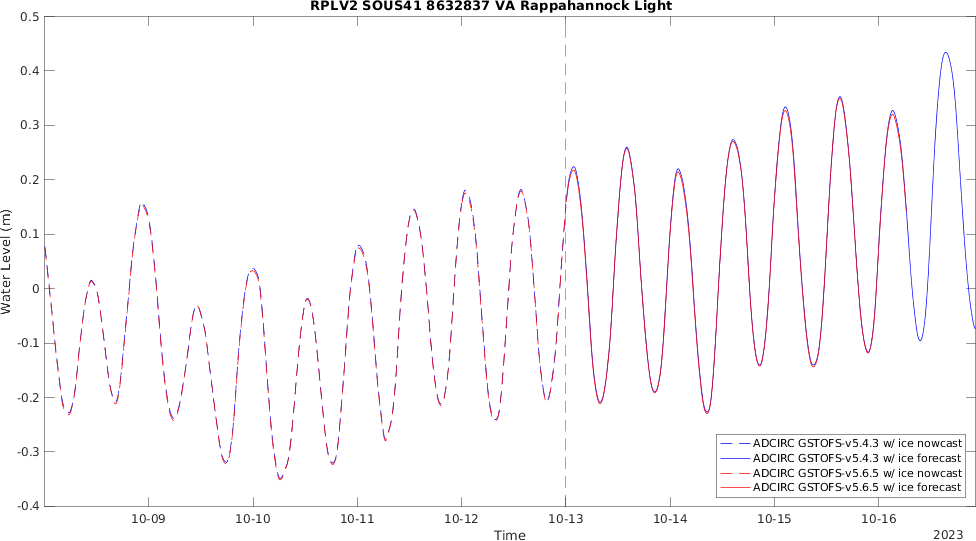 RPLV2 SOUS41 8632837 VA Rappahannock Light
0.5
0.4
0.3
0.2
0.1
0
-0.1
-0.2
-0.3
-0.4
Water Level (m)
10-09
10-10
10-11
10-12
10-13
10-14
10-15
10-16
2023
Time
ADCIRC GSTOFS-v5.4.3 w/ ice nowcast
ADCIRC GSTOFS-v5.4.3 w/ ice forecast
ADCIRC GSTOFS-v5.6.5 w/ ice nowcast
ADCIRC GSTOFS-v5.6.5 w/ ice forecast